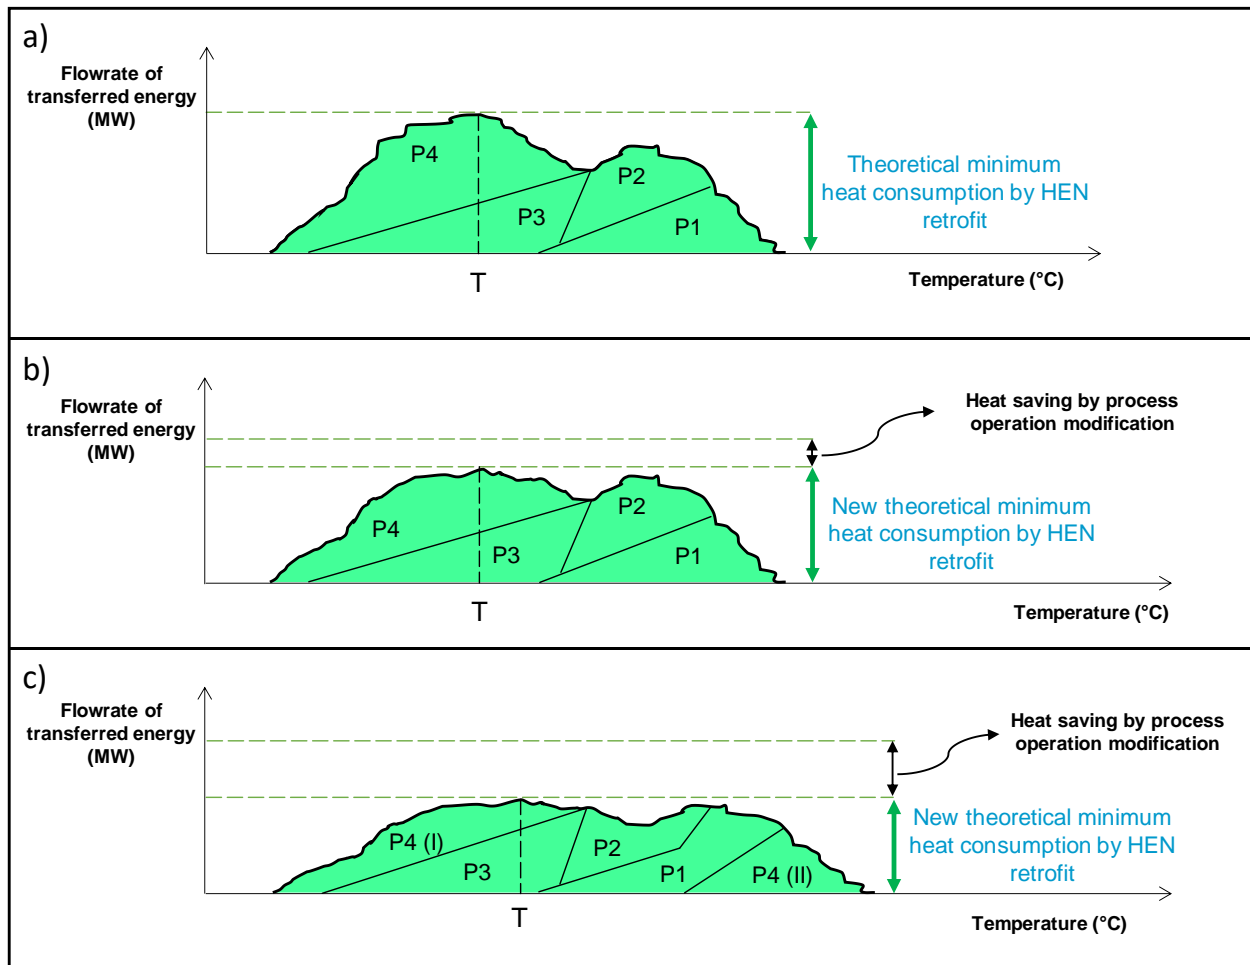 a)
Flowrate of
transferred energy
(MW)
P4
P2
P3
P1
Theoretical minimum
heat consumption by HEN
retrofit
T
Temperature (°C)
b)
Flowrate of
transferred energy
(MW)
Heat saving by process
operation modification
P4
P2
P3
P1
New theoretical minimum
heat consumption by HEN
retrofit
T
Temperature (°C)
c)
Flowrate of
transferred energy
(MW)
Heat saving by process
operation modification
P4 (I)
P2
P3
P1
P4 (II)
New theoretical minimum
heat consumption by HEN
retrofit
T
Temperature (°C)